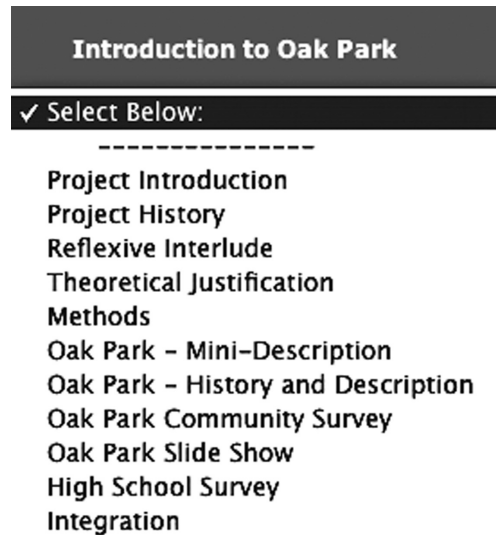 Introduction to Oak Park
✓ Select Below:
---------------
Project Introduction
Project History
Reflexive Interlude
Theoretical Justification
Methods
Oak Park – Mini-Description
Oak Park – History and Description
Oak Park Community Survey
Oak Park Slide Show
High School Survey
Integration